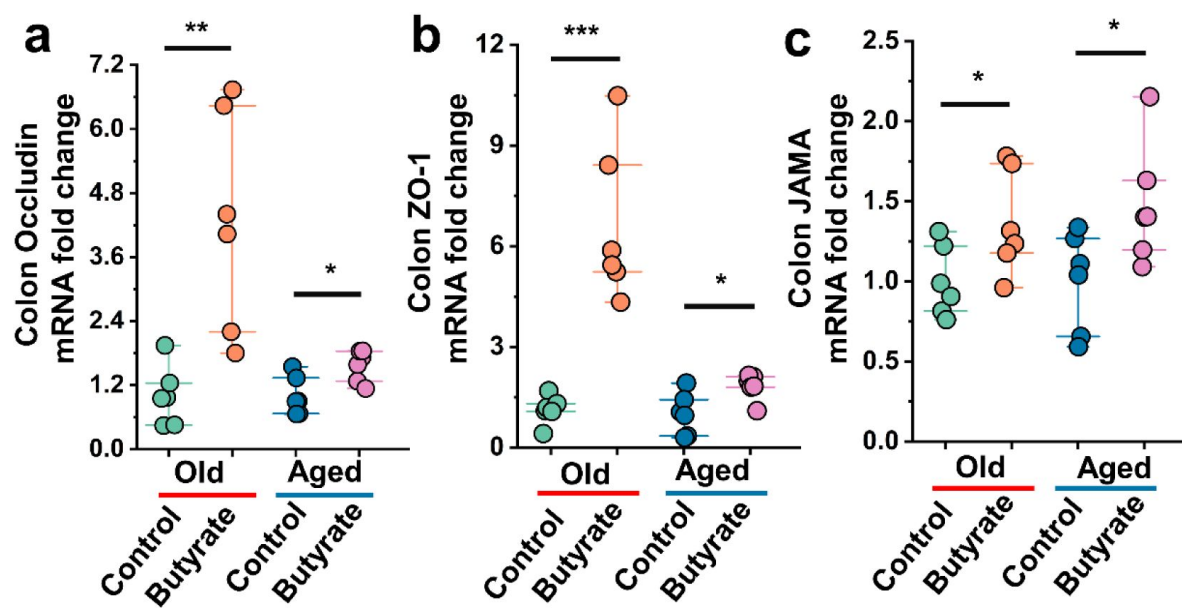 a
**
*
7.2
6.0
4.8
3.6
2.4
1.2
0.0
Colon Occludin
mRNA fold change
Old
Aged
Control
Butyrate
Control
Butyrate
b
***
*
12
9
6
3
0
Colon ZO-1
mRNA fold change
Old
Aged
Control
Butyrate
Control
Butyrate
c
*
*
2.5
2.0
1.5
1.0
0.5
0.0
Colon JAMA
mRNA fold change
Old
Aged
Control
Butyrate
Control
Butyrate